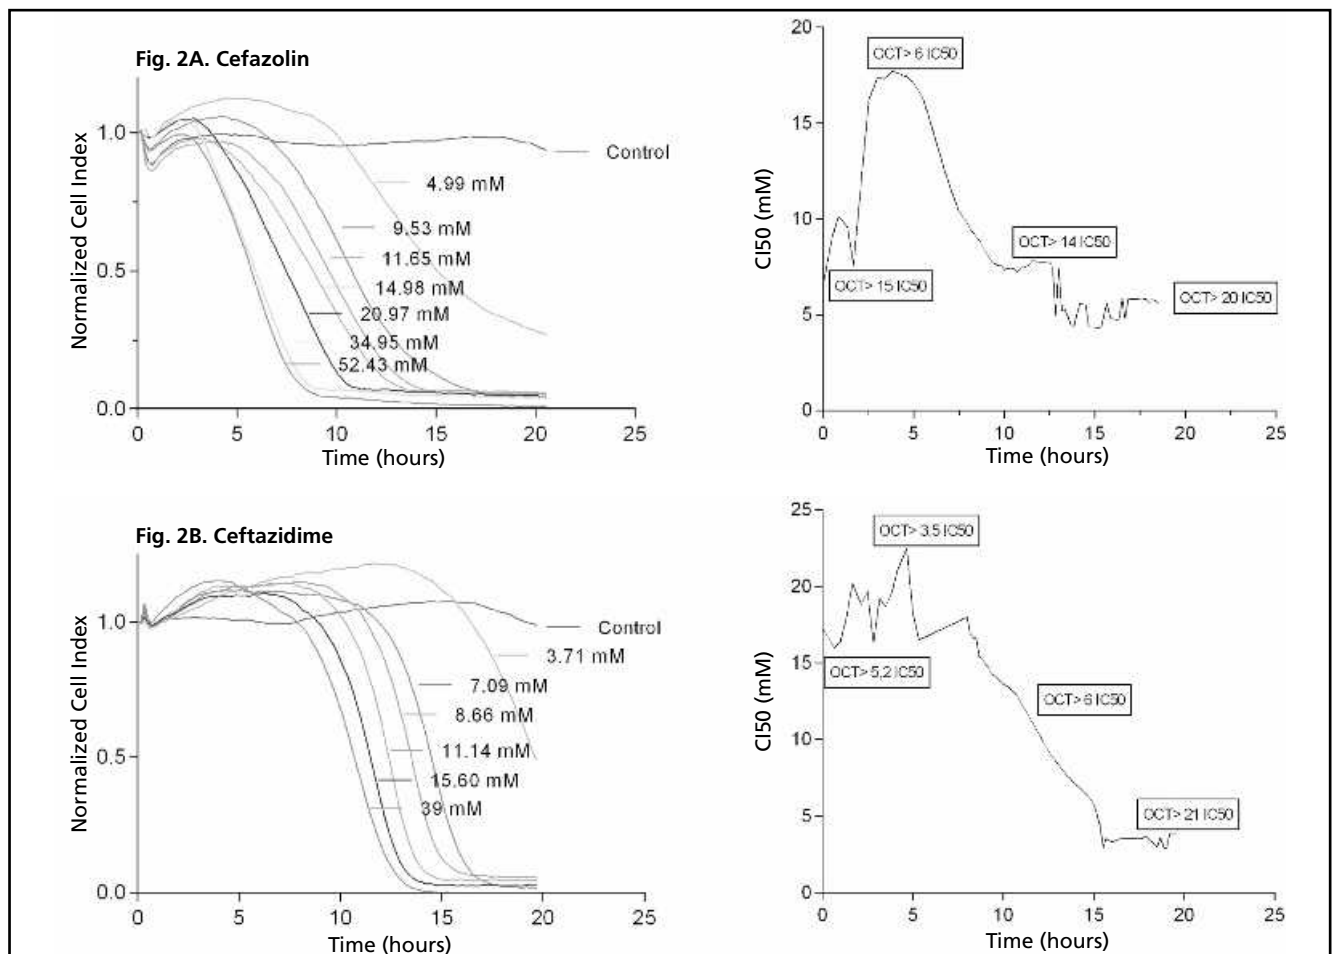 Fig. 2A. Cefazolin
Normalized Cell Index
1.0
0.5
0.0
0 5 10 15 20 25
Time (hours)
Control
4.99 mM
9.53 mM
11.65 mM
14.98 mM
20.97 mM
34.95 mM
52.43 mM
CI50 (mM)
20
15
10
5
0
0 5 10 15 20 25
Time (hours)
OCT> 6 IC50
OCT> 15 IC50
OCT> 14 IC50
OCT> 20 IC50
Fig. 2B. Ceftazidime
Normalized Cell Index
1.0
0.5
0.0
0 5 10 15 20 25
Time (hours)
Control
3.71 mM
7.09 mM
8.66 mM
11.14 mM
15.60 mM
39 mM
CI50 (mM)
25
20
15
10
5
0
0 5 10 15 20 25
Time (hours)
OCT> 3,5 IC50
OCT> 5,2 IC50
OCT> 6 IC50
OCT> 21 IC50